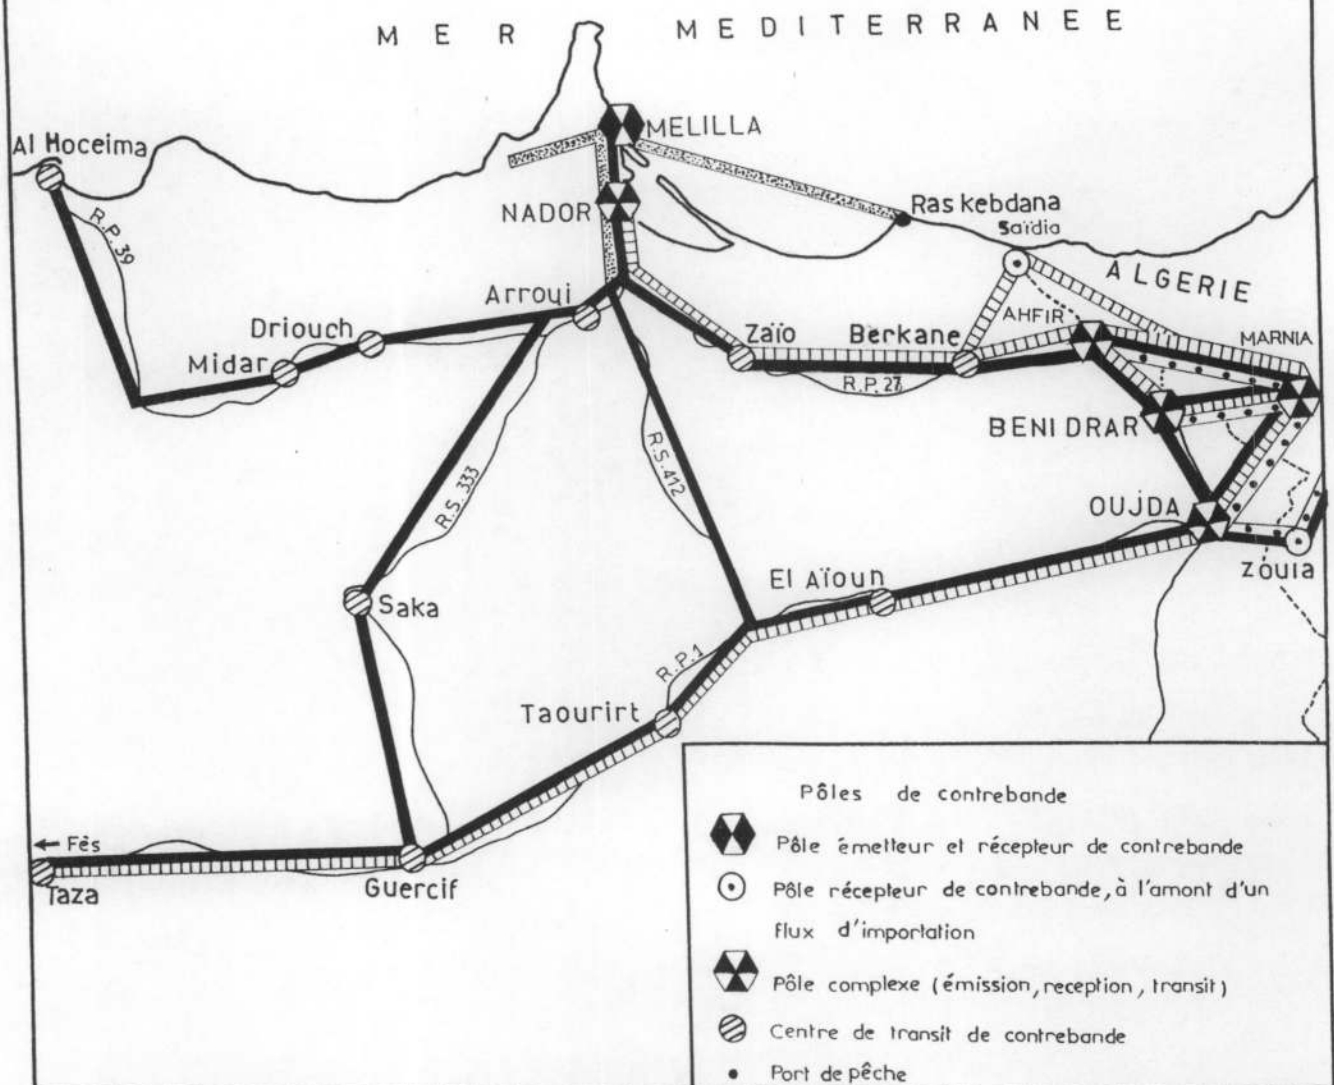 MER MEDITERRANEE
Al Hoceima
MELILLA
R.P.39
NADOR
Ras kebdana
Saïdia
ALGERIE
Arroui
Driouch
Midar
Zaïo
Berkane
AHFIR
MARNIA
R.P.27
BENI DRAR
R.S.333
R.S.412
OUJDA
Zouia
El Aïoun
Saka
R.P.1
Taourirt
← Fés
Taza
Guercif
Pôles de contrebande
Pôle émetteur et récepteur de contrebande
Pôle récepteur de contrebande, à l'amont d'un
flux d'importation
Pôle complexe (émission, reception, transit)
Centre de transit de contrebande
Port de pêche